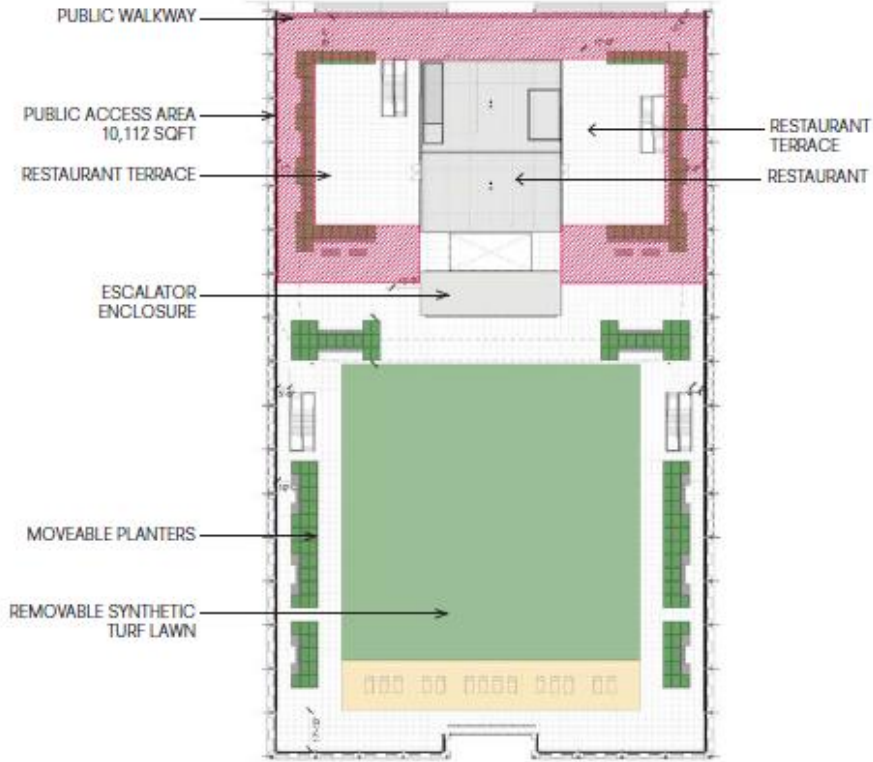 PUBLIC WALKWAY
PUBLIC ACCESS AREA
10,112 SQFT
RESTAURANT TERRACE
RESTAURANT
TERRACE
RESTAURANT
ESCALATOR
ENCLOSURE
MOVEABLE PLANTERS
REMOVABLE SYNTHETIC
TURF LAWN